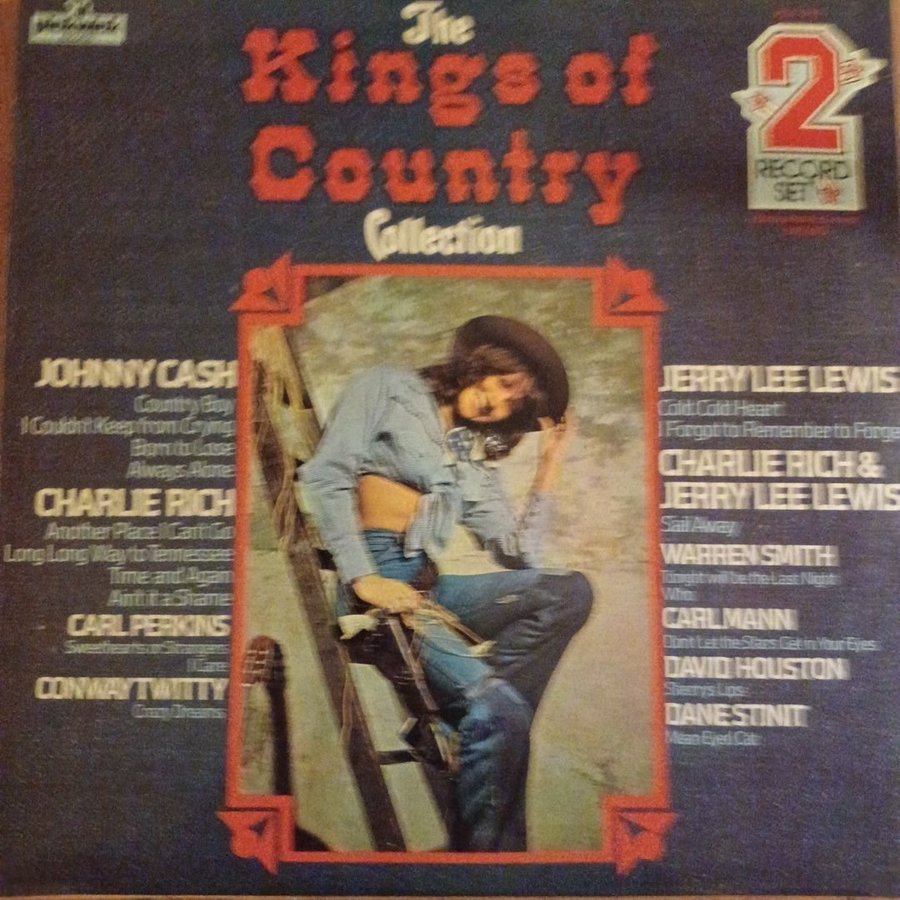 The
Kings of
Country
Collection
2
RECORD
SET
JOHNNY CASH
Country Boy
I Couldn't Keep from Crying
Born to Lose
Always Alone
CHARLIE RICH
Another Place I Can't Go
Long Long Way to Tennessee
Time and Again
Ain't it a Shame
CARL PERKINS
Sweethearts or Strangers
I Care
CONWAY TWITTY
Crazy Dreams
JERRY LEE LEWIS
Cold Cold Heart
I Forgot to Remember to Forge
CHARLIE RICH &
JERRY LEE LEWIS
Sail Away
WARREN SMITH
Tonight will be the Last Night
Who
CARL MANN
Don't Let the Stars Get in Your Eyes
DAVID HOUSTON
Sherry's Lips
DANE STINIT
Mean Eyed Cat